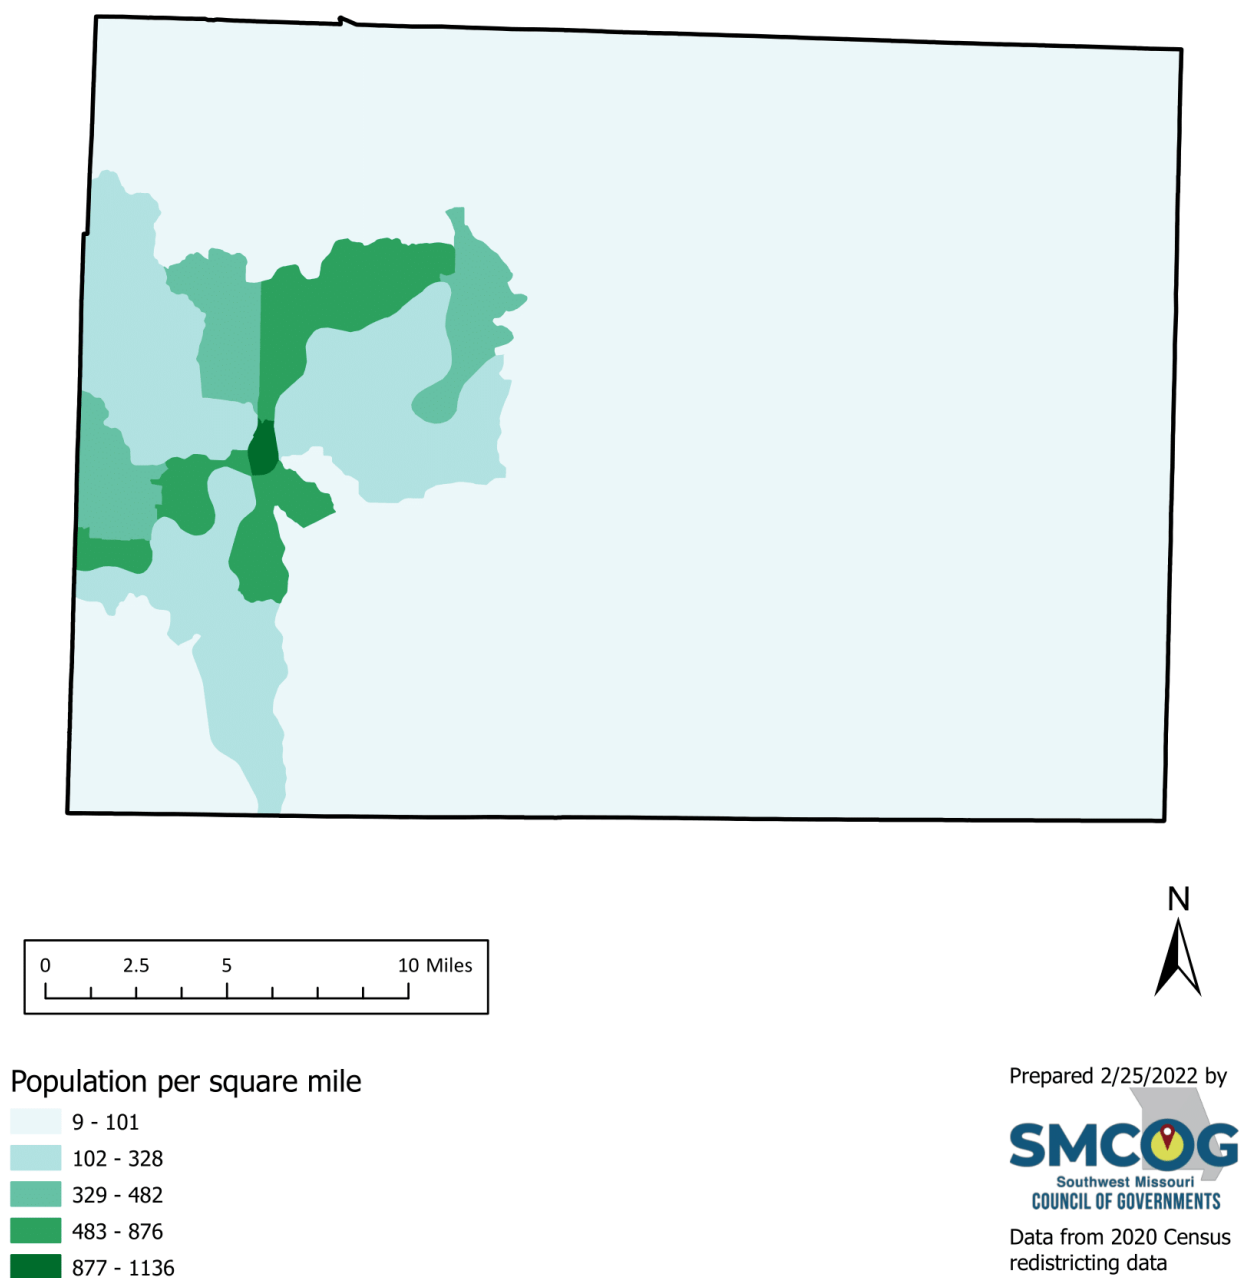 N
0 2.5 5 10 Miles
Population per square mile
9 - 101
102 - 328
329 - 482
483 - 876
877 - 1136
Prepared 2/25/2022 by
SMCOG
Southwest Missouri
COUNCIL OF GOVERNMENTS
Data from 2020 Census
redistricting data